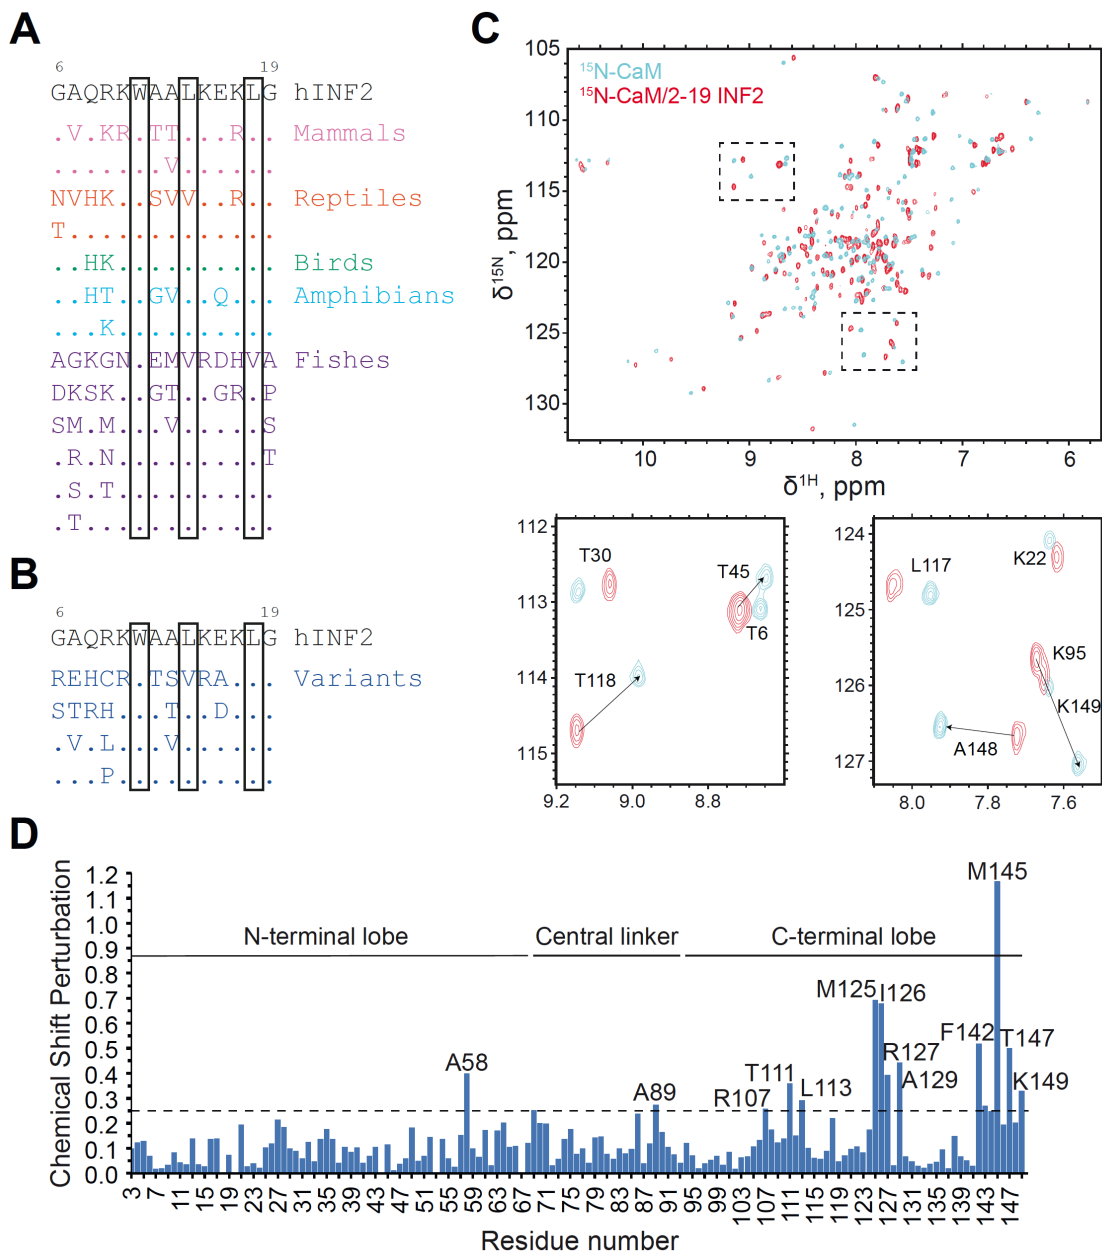 A
6 19
GAQRKWAALKEKLG hINF2
.V.KR.TT...R.. Mammals
.......V......
NVHK..SVV..R.. Reptiles
T.............
..HK.......... Birds
..HT..GV..Q... Amphibians
...K..........
AGKGN.EMVRDHVA Fishes
DKSK..GT..GR.P
SM.M...V.....S
.R.N.........T
.S.T..........
.T............
B
6 19
GAQRKWAALKEKLG hINF2
REHCR.TSVRA... Variants
STRH...T..D...
.V.L...V......
...P..........
C
15N-CaM
15N-CaM/2-19 INF2
105
110
115
120
125
130
δ15N, ppm
10 9 8 7 6
δ1H, ppm
112
113
114
115
T30
T45
T6
T118
9.2 9.0 8.8
124
125
126
127
L117
K22
K95
K149
A148
8.0 7.8 7.6
D
Chemical Shift Perturbation
1.2
1.1
1.0
0.9
0.8
0.7
0.6
0.5
0.4
0.3
0.2
0.1
0.0
N-terminal lobe Central linker C-terminal lobe
M145
M125 I126
F142 T147
R127
A58 T111 A129
A89 R107 L113 K149
3 7 11 15 19 23 27 31 35 39 43 47 51 55 59 63 67 71 75 79 83 87 91 95 99 103 107 111 115 119 123 127 131 135 139 143 147
Residue number